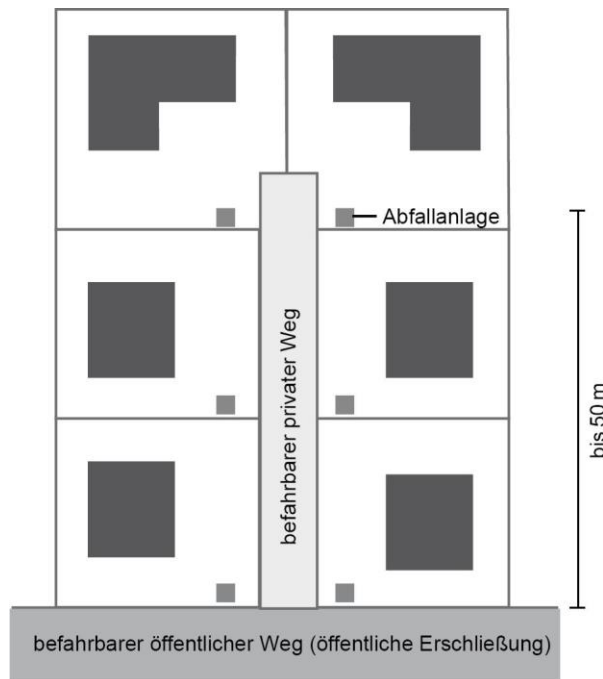 Abfallanlage
befahrbarer privater Weg
bis 50 m
befahrbarer öffentlicher Weg (öffentliche Erschließung)